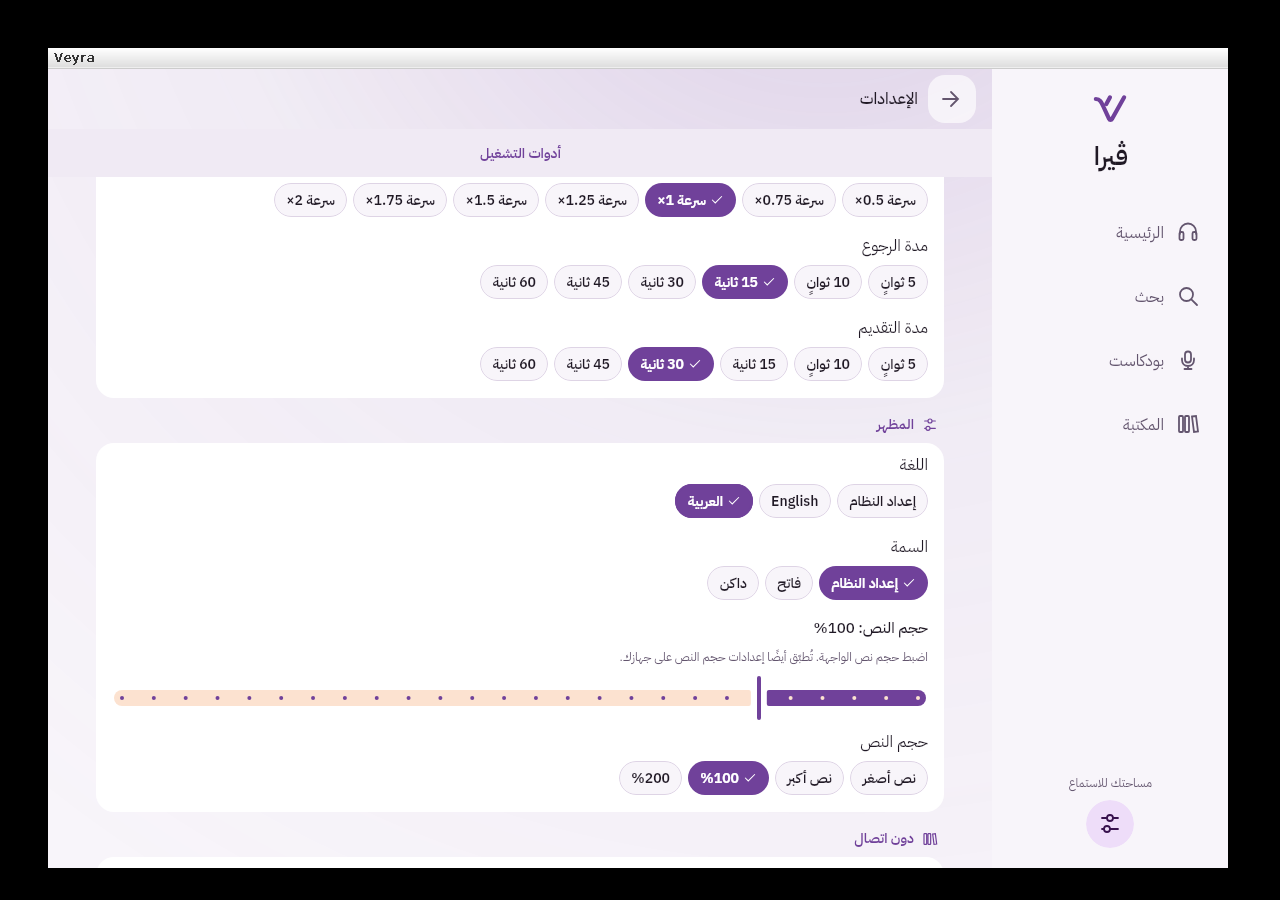 Veyra
ڤيرا
الرئيسية
بحث
بودكاست
المكتبة
مساحتك للاستماع
الإعدادات
أدوات التشغيل
سرعة 0.5× سرعة 0.75× سرعة 1× سرعة 1.25× سرعة 1.5× سرعة 1.75× سرعة 2×
مدة الرجوع
5 ثوانٍ 10 ثوانٍ 15 ثانية 30 ثانية 45 ثانية 60 ثانية
مدة التقديم
5 ثوانٍ 10 ثوانٍ 15 ثانية 30 ثانية 45 ثانية 60 ثانية
المظهر
اللغة
إعداد النظام English العربية
السمة
إعداد النظام فاتح داكن
حجم النص: 100%
اضبط حجم نص الواجهة. تُطبّق أيضًا إعدادات حجم النص على جهازك.
حجم النص
نص أصغر نص أكبر 100% 200%
دون اتصال